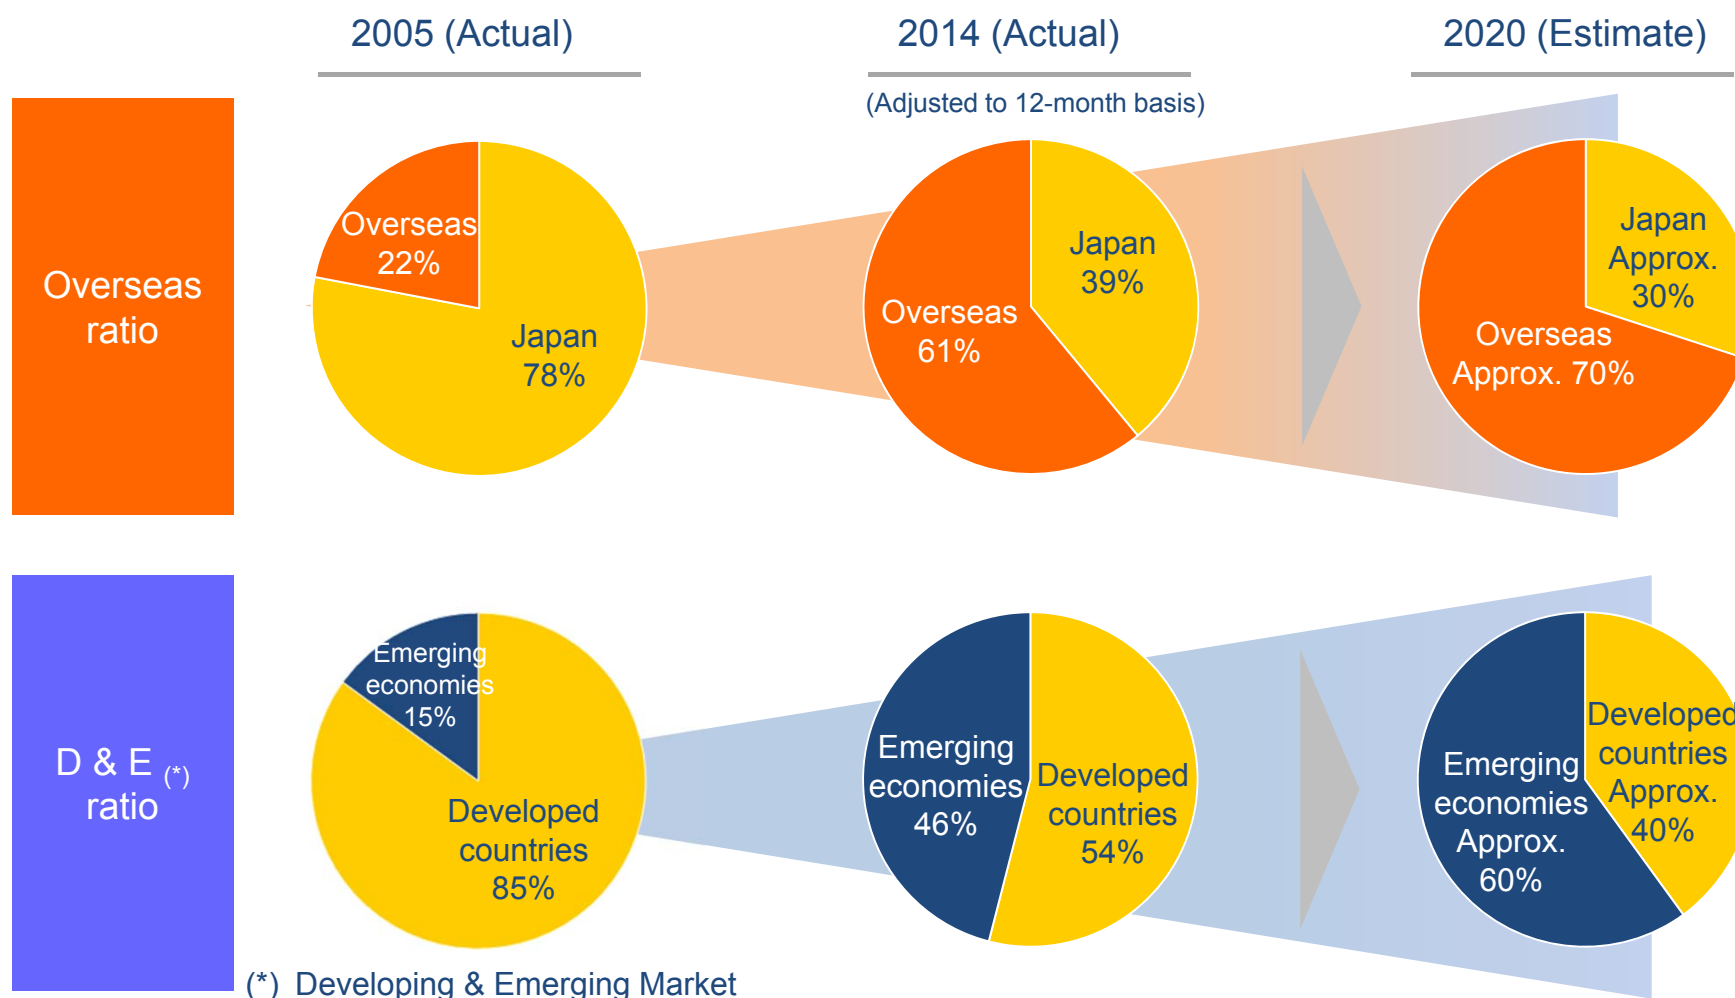 2005 (Actual)
2014 (Actual)
2020 (Estimate)
(Adjusted to 12-month basis)
Overseas
ratio
Overseas
22%
Japan
78%
Japan
39%
Overseas
61%
Japan
Approx.
30%
Overseas
Approx. 70%
D & E (*)
ratio
Emerging
economies
15%
Developed
countries
85%
Emerging
economies
46%
Developed
countries
54%
Emerging
economies
Approx.
60%
Developed
countries
Approx.
40%
(*) Developing & Emerging Market